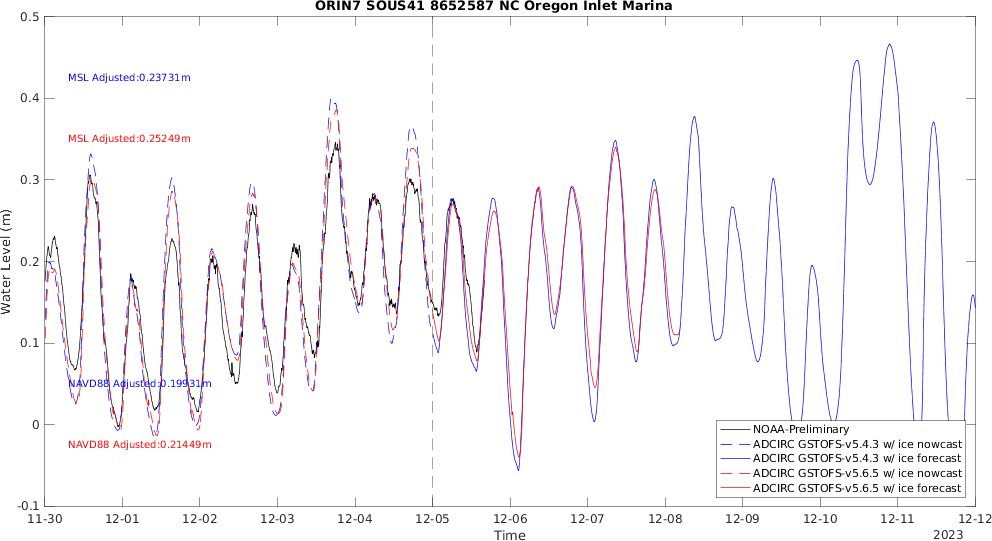 ORIN7 SOUS41 8652587 NC Oregon Inlet Marina
0.5
0.4
0.3
0.2
0.1
0
-0.1
Water Level (m)
MSL Adjusted:0.23731m
MSL Adjusted:0.25249m
NAVD88 Adjusted:0.19931m
NAVD88 Adjusted:0.21449m
NOAA-Preliminary
ADCIRC GSTOFS-v5.4.3 w/ ice nowcast
ADCIRC GSTOFS-v5.4.3 w/ ice forecast
ADCIRC GSTOFS-v5.6.5 w/ ice nowcast
ADCIRC GSTOFS-v5.6.5 w/ ice forecast
11-30 12-01 12-02 12-03 12-04 12-05 12-06 12-07 12-08 12-09 12-10 12-11 12-12
Time
2023